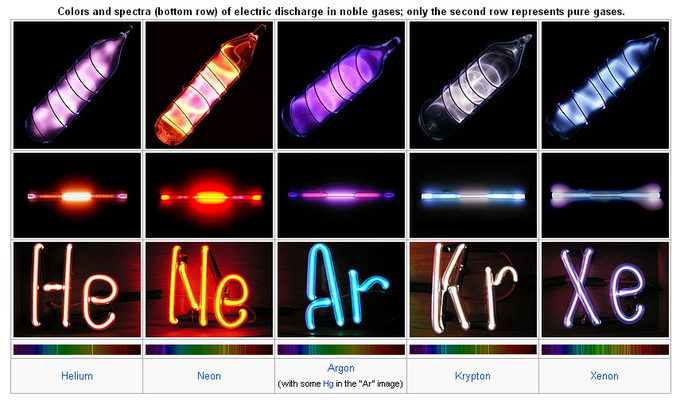 Colors and spectra (bottom row) of electric discharge in noble gases; only the second row represents pure gases.
He Ne Ar Kr Xe
Helium Neon Argon Krypton Xenon
(with some Hg in the "Ar" image)